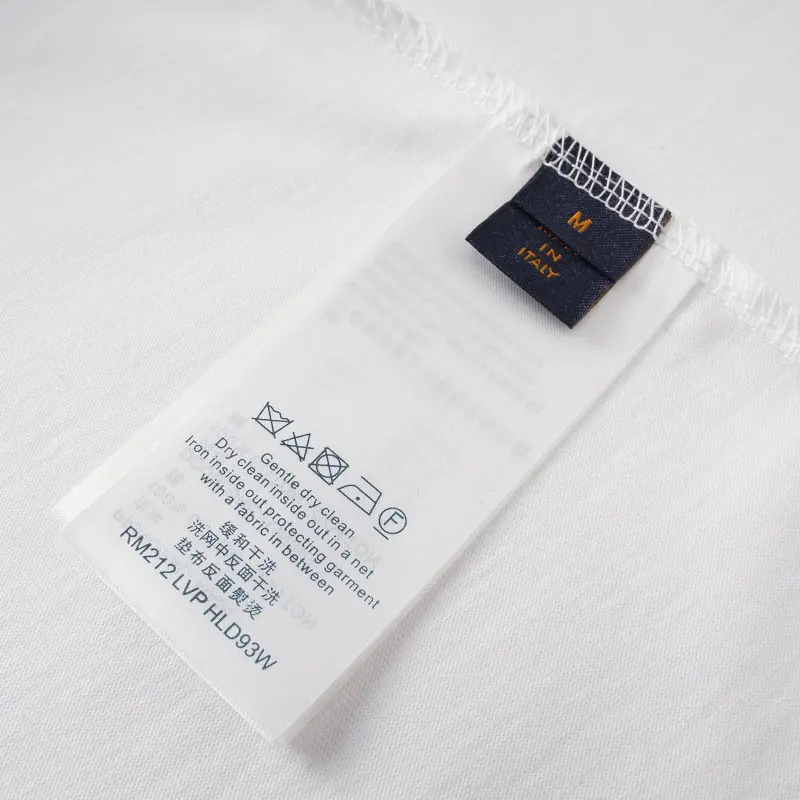 M
IN
ITALY
F
Gentle dry clean
Dry clean inside out in a net
Iron inside out protecting garment
with a fabric in between
缓和干洗
洗网中反面干洗
垫布反面熨烫
RM212 LVP HLD93W